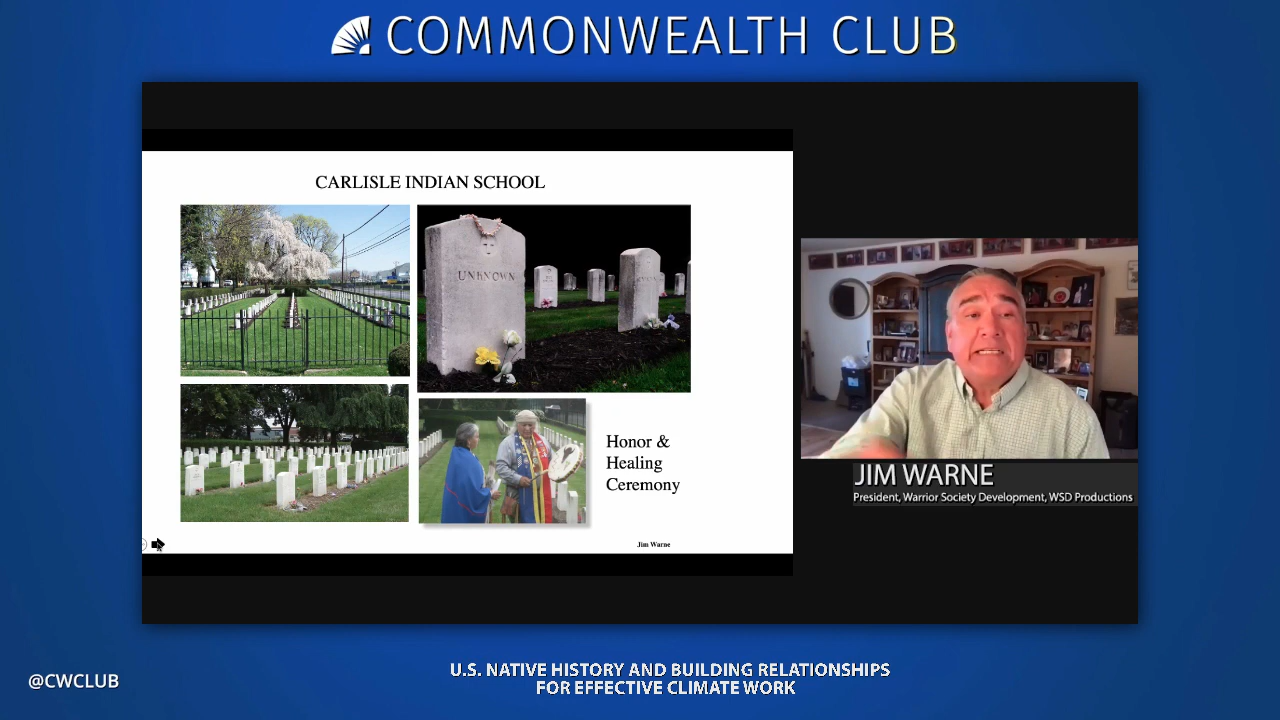 COMMONWEALTH CLUB
CARLISLE INDIAN SCHOOL
UNKNOWN
Honor &
Healing
Ceremony
Jim Warne
JIM WARNE
President, Warrior Society Development, WSD Productions
@CWCLUB
U.S. NATIVE HISTORY AND BUILDING RELATIONSHIPS
FOR EFFECTIVE CLIMATE WORK